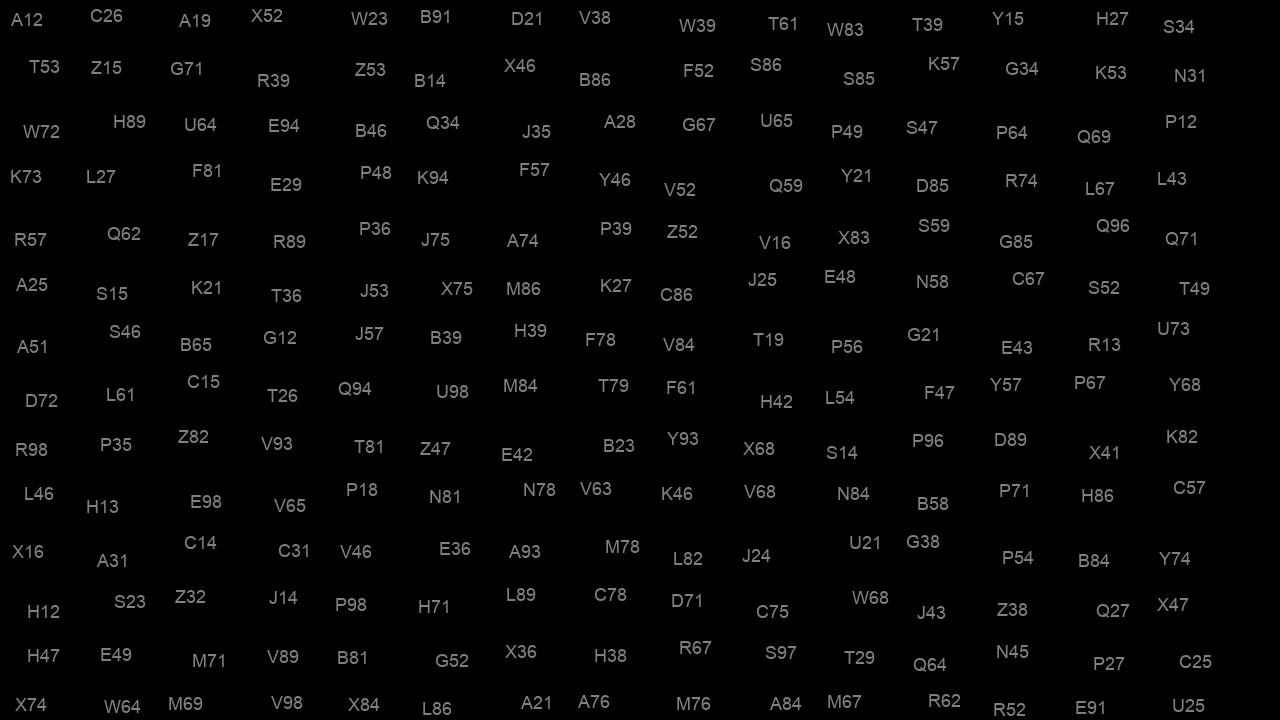 A12 C26 A19 X52 W23 B91 D21 V38 W39 T61 W83 T39 Y15 H27 S34
T53 Z15 G71 R39 Z53 B14 X46 B86 F52 S86 S85 K57 G34 K53 N31
W72 H89 U64 E94 B46 Q34 J35 A28 G67 U65 P49 S47 P64 Q69 P12
K73 L27 F81 E29 P48 K94 F57 Y46 V52 Q59 Y21 D85 R74 L67 L43
R57 Q62 Z17 R89 P36 J75 A74 P39 Z52 V16 X83 S59 G85 Q96 Q71
A25 S15 K21 T36 J53 X75 M86 K27 C86 J25 E48 N58 C67 S52 T49
A51 S46 B65 G12 J57 B39 H39 F78 V84 T19 P56 G21 E43 R13 U73
D72 L61 C15 T26 Q94 U98 M84 T79 F61 H42 L54 F47 Y57 P67 Y68
R98 P35 Z82 V93 T81 Z47 E42 B23 Y93 X68 S14 P96 D89 X41 K82
L46 H13 E98 V65 P18 N81 N78 V63 K46 V68 N84 B58 P71 H86 C57
X16 A31 C14 C31 V46 E36 A93 M78 L82 J24 U21 G38 P54 B84 Y74
H12 S23 Z32 J14 P98 H71 L89 C78 D71 C75 W68 J43 Z38 Q27 X47
H47 E49 M71 V89 B81 G52 X36 H38 R67 S97 T29 Q64 N45 P27 C25
X74 W64 M69 V98 X84 L86 A21 A76 M76 A84 M67 R62 R52 E91 U25